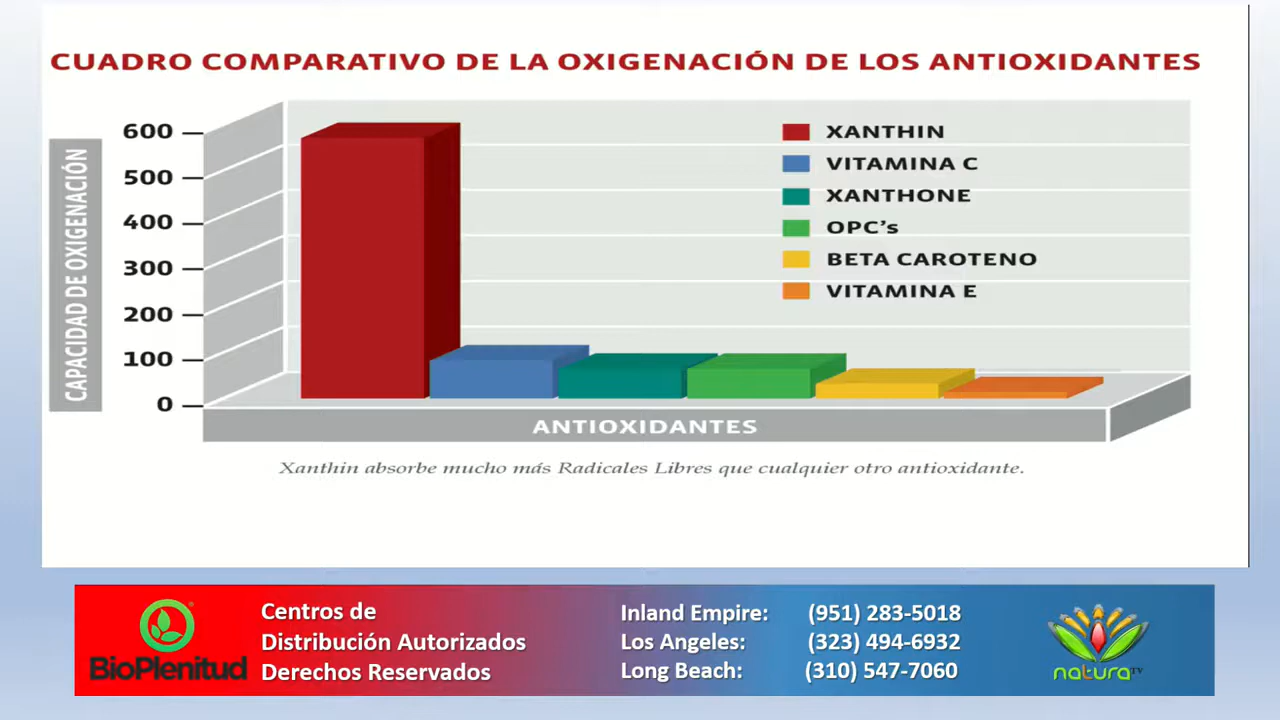 CUADRO COMPARATIVO DE LA OXIGENACIÓN DE LOS ANTIOXIDANTES
CAPACIDAD DE OXIGENACIÓN
600
500
400
300
200
100
0
XANTHIN
VITAMINA C
XANTHONE
OPC's
BETA CAROTENO
VITAMINA E
ANTIOXIDANTES
Xanthin absorbe mucho más Radicales Libres que cualquier otro antioxidante.
BioPlenitud
Centros de
Distribución Autorizados
Derechos Reservados
Inland Empire: (951) 283-5018
Los Angeles: (323) 494-6932
Long Beach: (310) 547-7060
natura TV